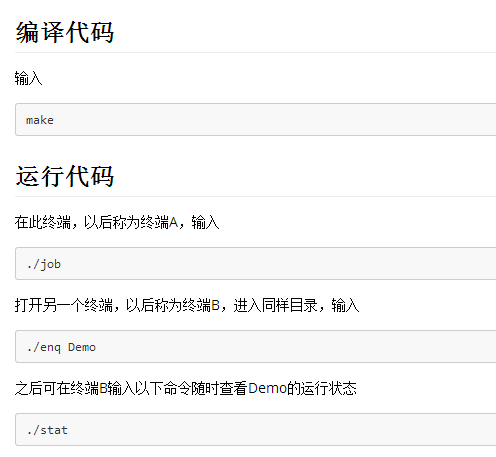 编译代码
输入
make
运行代码
在此终端，以后称为终端A，输入
./job
打开另一个终端，以后称为终端B，进入同样目录，输入
./enq Demo
之后可在终端B输入以下命令随时查看Demo的运行状态
./stat